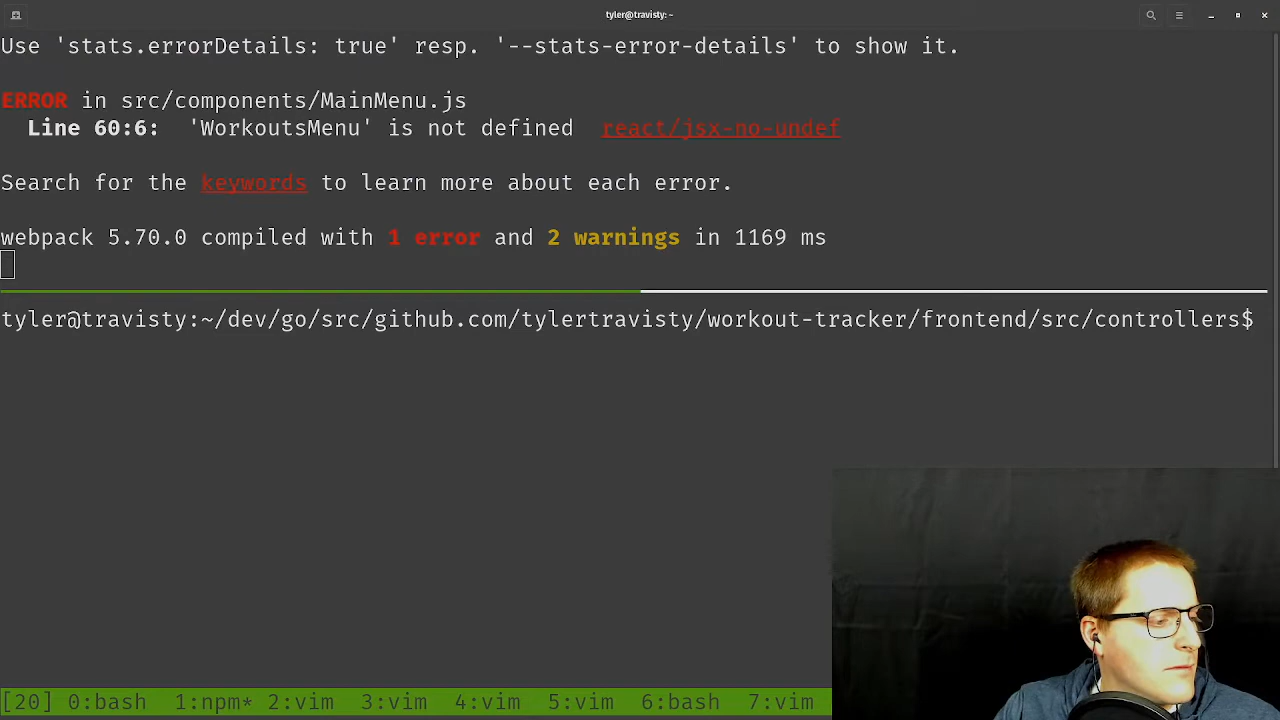 tyler@travisty: ~
Use 'stats.errorDetails: true' resp. '--stats-error-details' to show it.
ERROR in src/components/MainMenu.js
Line 60:6: 'WorkoutsMenu' is not defined react/jsx-no-undef
Search for the keywords to learn more about each error.
webpack 5.70.0 compiled with 1 error and 2 warnings in 1169 ms
tyler@travisty:~/dev/go/src/github.com/tylertravisty/workout-tracker/frontend/src/controllers$
[20] 0:bash 1:npm* 2:vim 3:vim 4:vim 5:vim 6:bash 7:vim